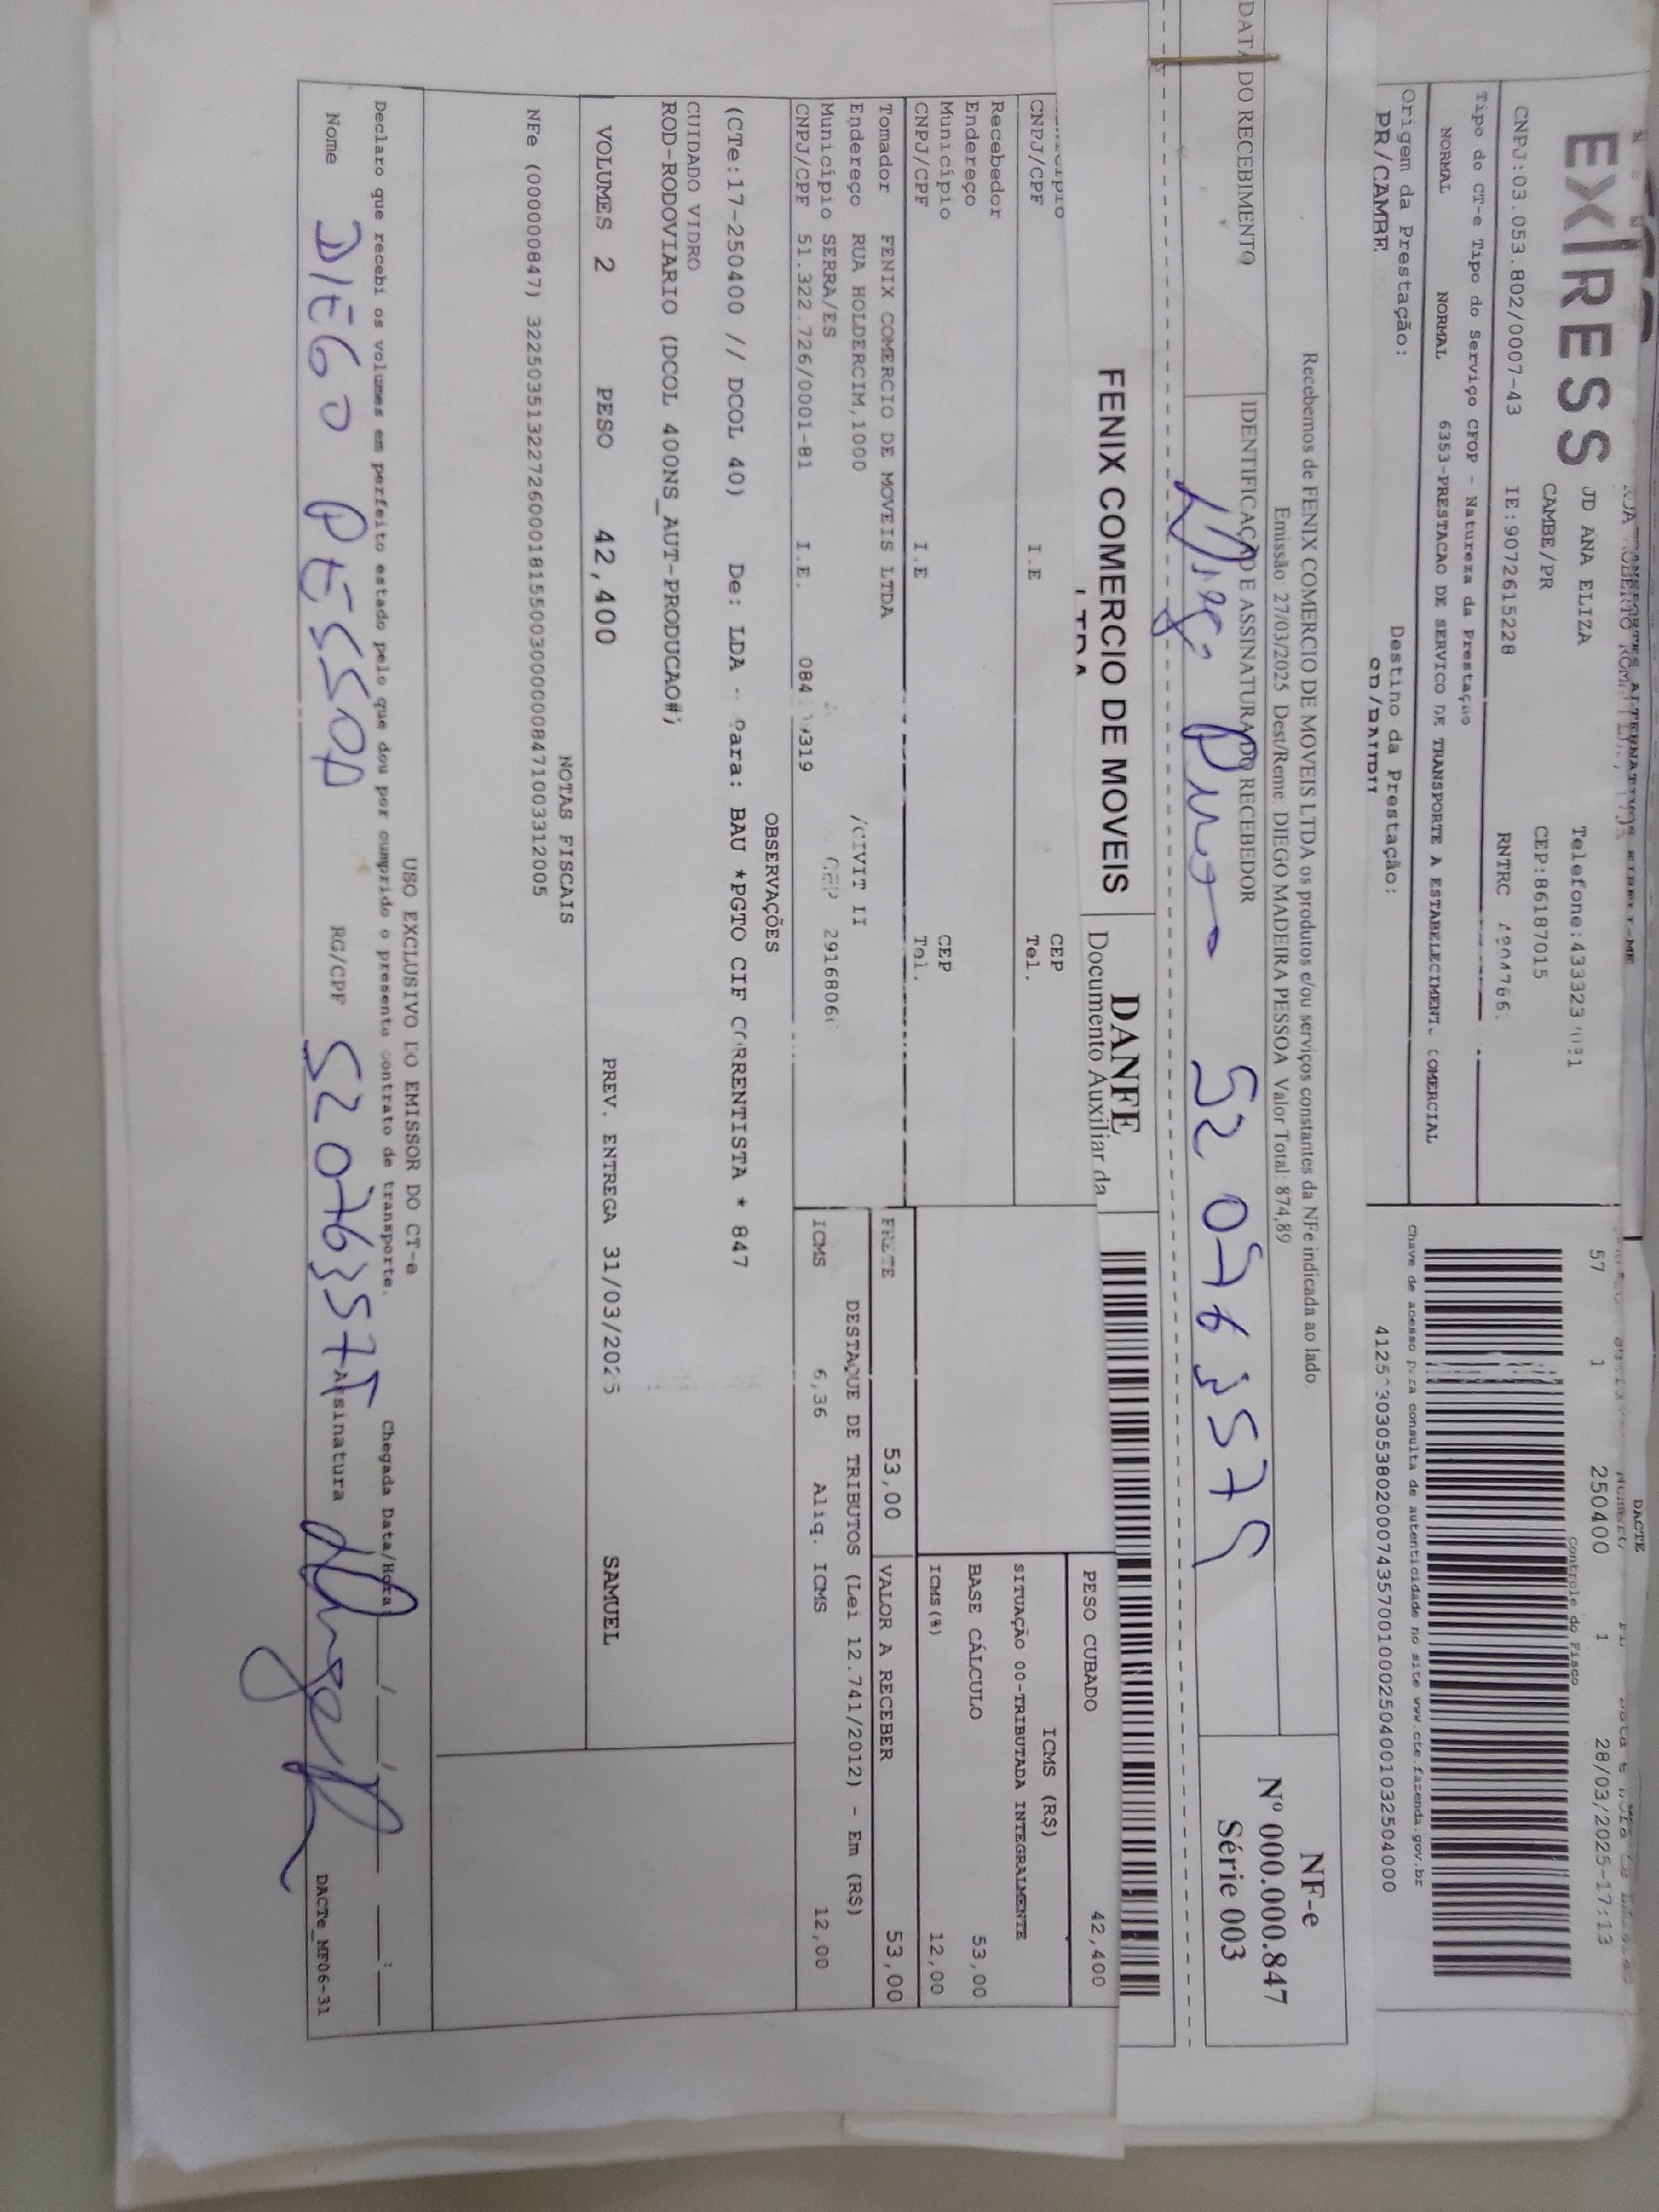 EXPRESS
JD ANA ELIZA
CAMBE/PR
Telefone:433323
CEP:86187015
CNPJ:03.053.802/0007-43 IE:9072615228 RNTRC
Tipo do CT-e Tipo do Serviço CFOP - Natureza da Prestação
NORMAL NORMAL 6353-PRESTACAO DE SERVICO DE TRANSPORTE A ESTABELECIMENT. COMERCIAL
Origem da Prestação: Destino da Prestação:
PR/CAMBE
DACTE
57 1 250400 1 28/03/2025-17:13
Controle do Fisco
Chave de acesso para consulta de autenticidade no site www.cte.fazenda.gov.br
Recebemos de FENIX COMERCIO DE MOVEIS LTDA os produtos e/ou serviços constantes da NFe indicada ao lado.
Emissão: 27/03/2025 Dest/Reme: DIEGO MADEIRA PESSOA Valor Total: 874,89
DATA DO RECEBIMENTO IDENTIFICAÇÃO E ASSINATURA DO RECEBEDOR
NF-e
Nº 000.000.847
Série 003
FENIX COMERCIO DE MOVEIS
LTDA
DANFE
Documento Auxiliar da
CNPJ/CPF I.E
CEP
Tel.
Recebedor
Endereço
Município CEP
CNPJ/CPF I.E Tel.
Tomador FENIX COMERCIO DE MOVEIS LTDA
Endereço RUA HOLDERCIM,1000 /CIVIT II
Município SERRA/ES CEP
CNPJ/CPF 51.322.726/0001-81 I.E.
PESO CUBADO 42,400
ICMS (R$)
SITUAÇÃO 00-TRIBUTADA INTEGRALMENTE
BASE CÁLCULO 53,00
ICMS(%) 12,00
FRETE 53,00 VALOR A RECEBER 53,00
DESTAQUE DE TRIBUTOS (Lei 12.741/2012) - Em (R$)
ICMS 6,36 Aliq. ICMS 12,00
OBSERVAÇÕES
(CTe:17-250400 // DCOL 40) De: LDA - Para: BAU *PGTO CIF CORRENTISTA * 847
CUIDADO VIDRO
ROD-RODOVIARIO (DCOL 400NS_AUT-PRODUCAO#;
VOLUMES 2 PESO 42,400 PREV. ENTREGA 31/03/2025 SAMUEL
NOTAS FISCAIS
NFe (000000847) 32250351322726000181550030000008471003312005
USO EXCLUSIVO DO EMISSOR DO CT-e
Declaro que recebi os volumes em perfeito estado pelo que dou por cumprido o presente contrato de transporte. Chegada Data/Hora / / :
Nome DIEGO PESSOA RG/CPF Assinatura
DACTe_MF06-31